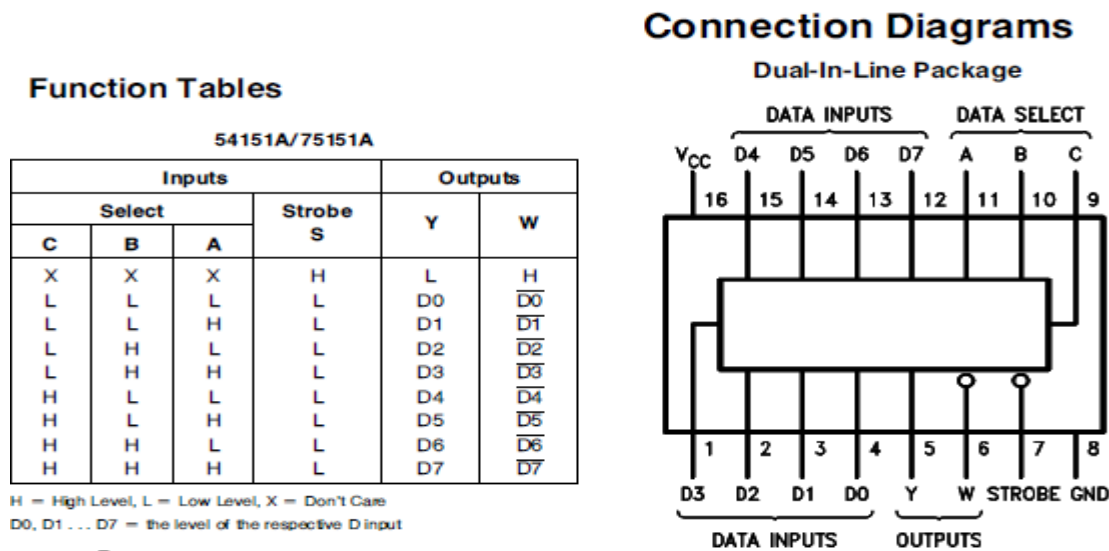 Connection Diagrams
Dual-In-Line Package
Function Tables
54151A/75151A
Inputs Outputs
Select Strobe S Y W
C B A
X X X H L H
L L L L D0 D0
L L H L D1 D1
L H L L D2 D2
L H H L D3 D3
H L L L D4 D4
H L H L D5 D5
H H L L D6 D6
H H H L D7 D7
H = High Level, L = Low Level, X = Don't Care
D0, D1 . . . D7 = the level of the respective D input
DATA INPUTS DATA SELECT
VCC D4 D5 D6 D7 A B C
16 15 14 13 12 11 10 9
1 2 3 4 5 6 7 8
D3 D2 D1 D0 Y W STROBE GND
DATA INPUTS OUTPUTS